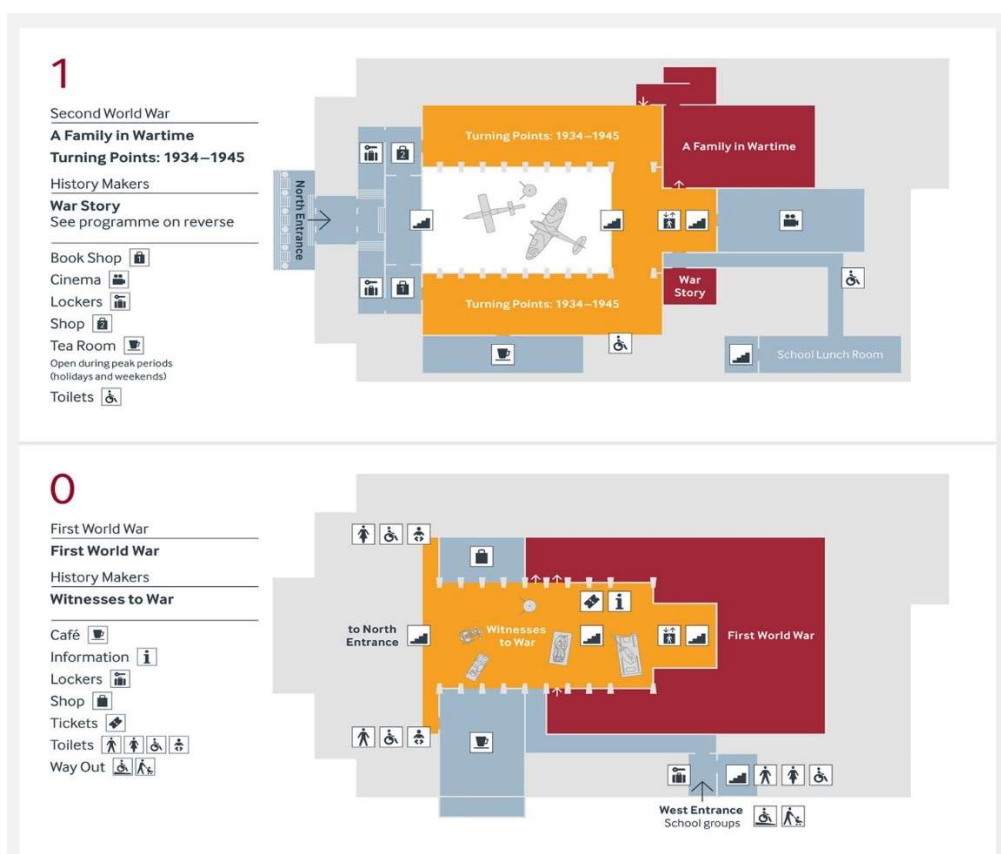 1
Second World War
A Family in Wartime
Turning Points: 1934–1945
History Makers
War Story
See programme on reverse
Book Shop 1
Cinema
Lockers
Shop 2
Tea Room
Open during peak periods
(holidays and weekends)
Toilets
North Entrance
2
1
Turning Points: 1934–1945
A Family in Wartime
Turning Points: 1934–1945
War
Story
School Lunch Room
0
First World War
First World War
History Makers
Witnesses to War
Café
Information i
Lockers
Shop
Tickets
Toilets
Way Out
to North
Entrance
i
Witnesses
to War
First World War
West Entrance
School groups